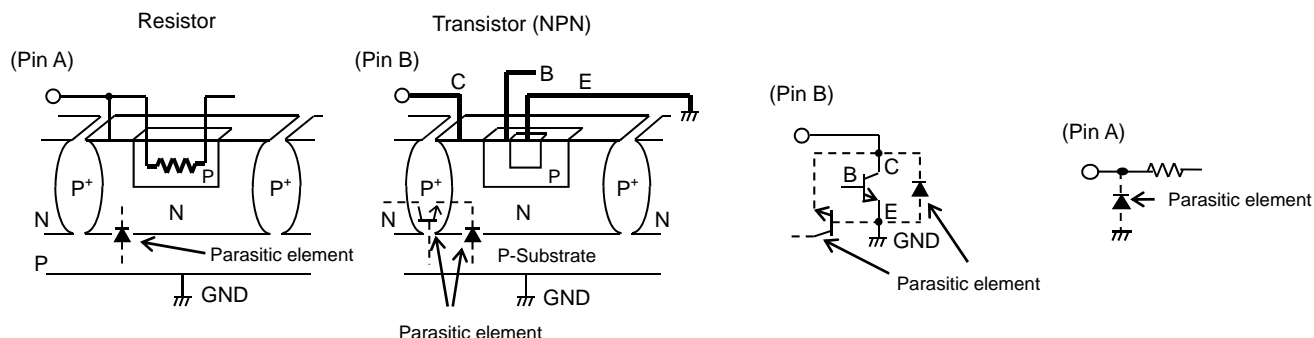 Resistor
Transistor (NPN)
(Pin A)
(Pin B)
C
B
E
P+
P
P+
N
N
P
Parasitic element
GND
P+
P
P+
N
N
N
P-Substrate
GND
Parasitic element
(Pin B)
C
B
E
GND
Parasitic element
(Pin A)
Parasitic element